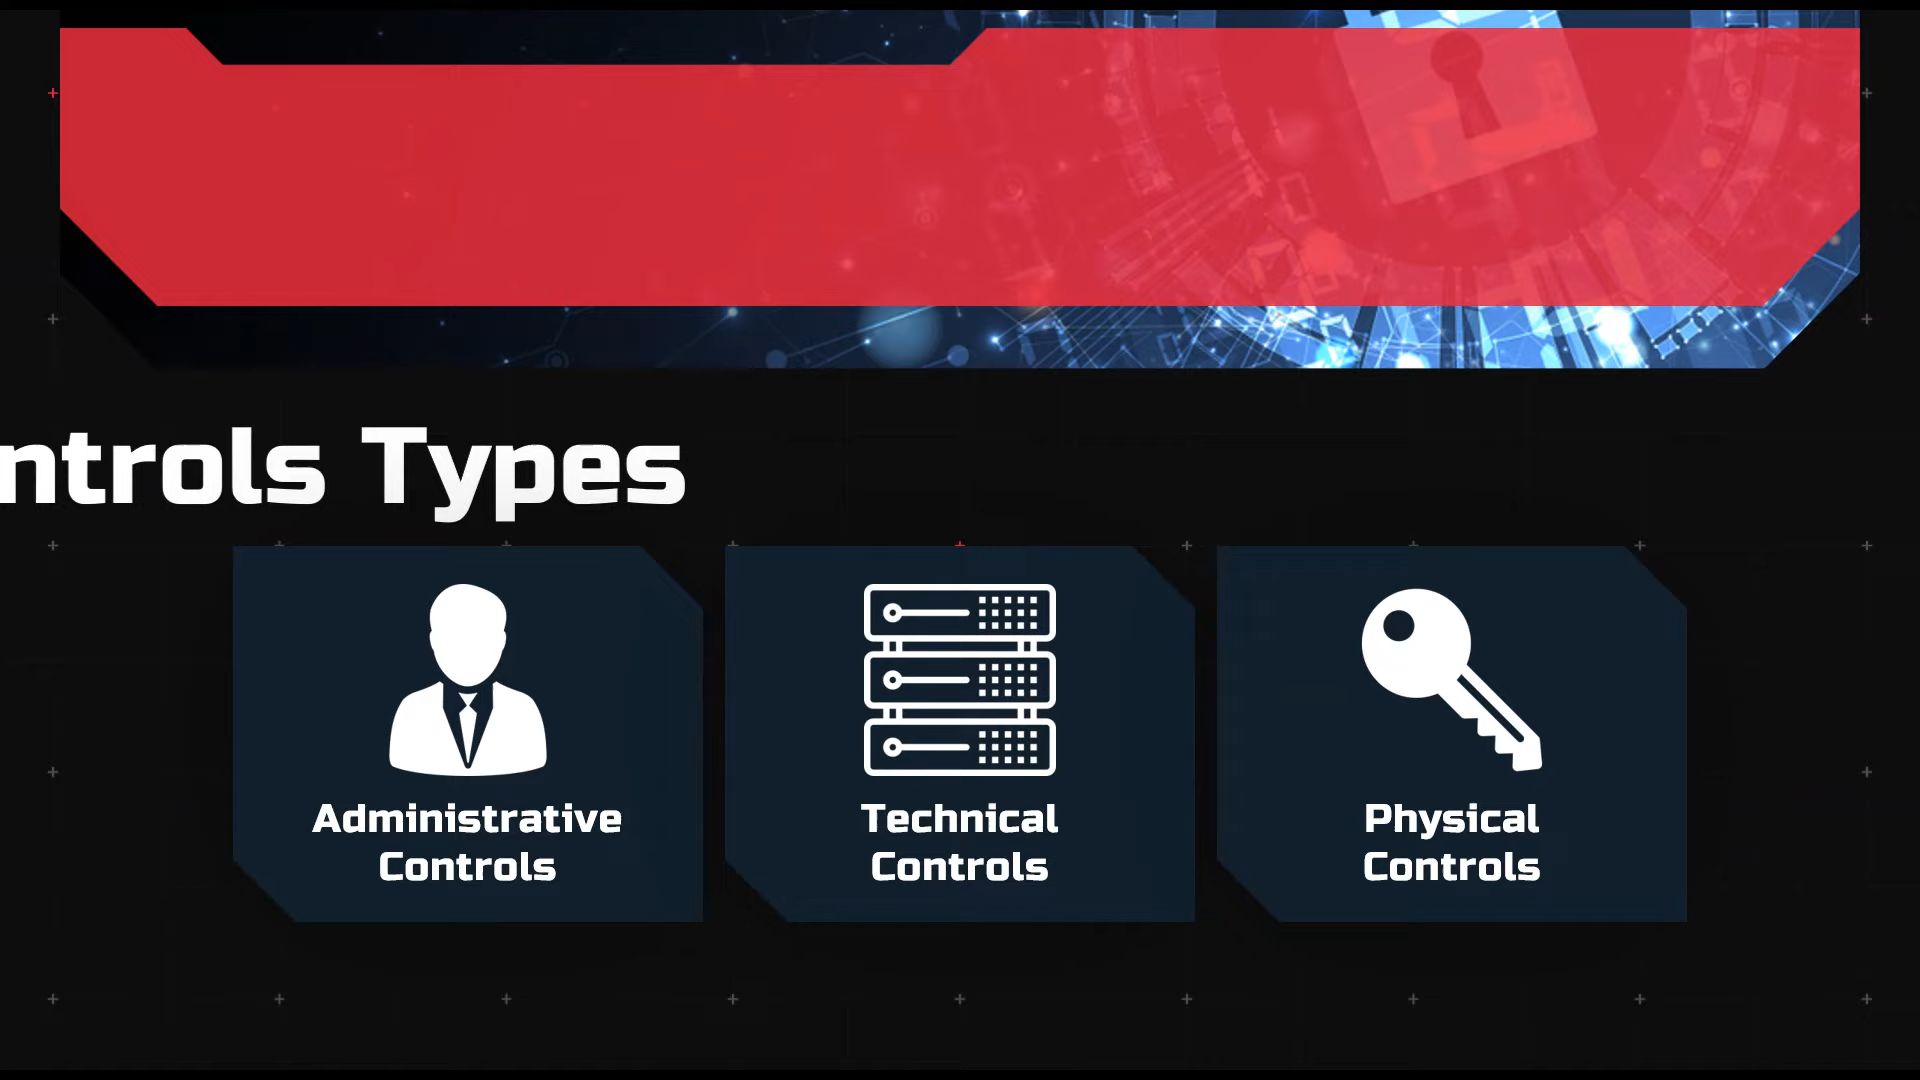 ntrols Types
Administrative
Controls
Technical
Controls
Physical
Controls